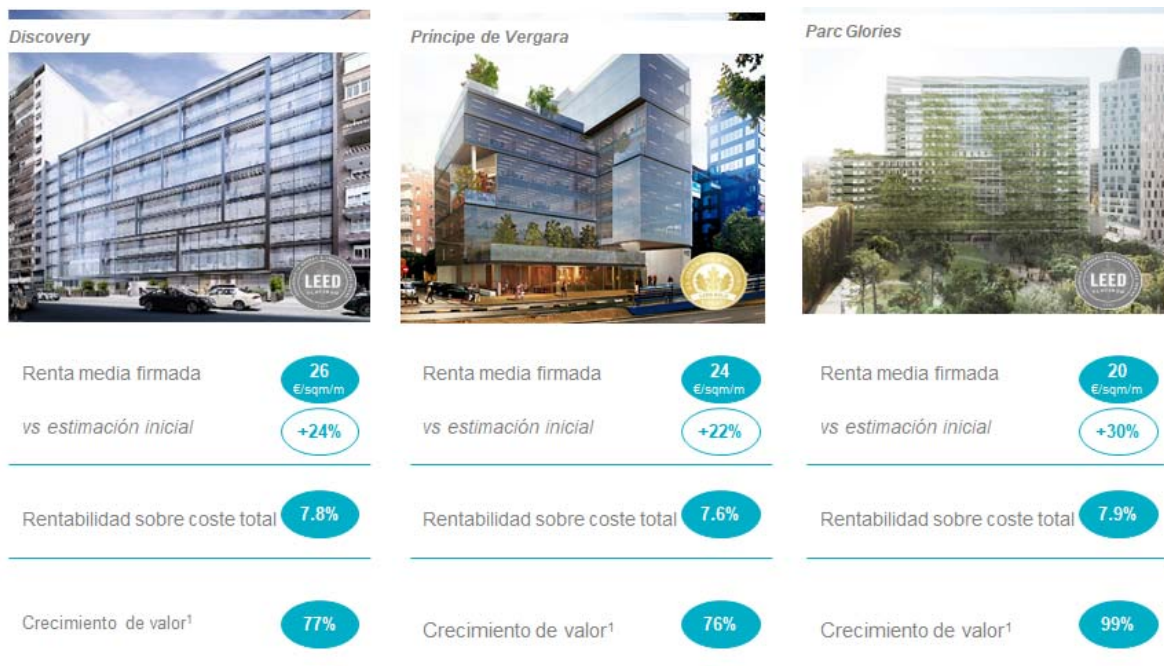 Discovery
LEED
Renta media firmada
26
€/sqm/m
vs estimación inicial
+24%
Rentabilidad sobre coste total
7.8%
Crecimiento de valor¹
77%
Príncipe de Vergara
Renta media firmada
24
€/sqm/m
vs estimación inicial
+22%
Rentabilidad sobre coste total
7.6%
Crecimiento de valor¹
76%
Parc Glories
LEED
Renta media firmada
20
€/sqm/m
vs estimación inicial
+30%
Rentabilidad sobre coste total
7.9%
Crecimiento de valor¹
99%